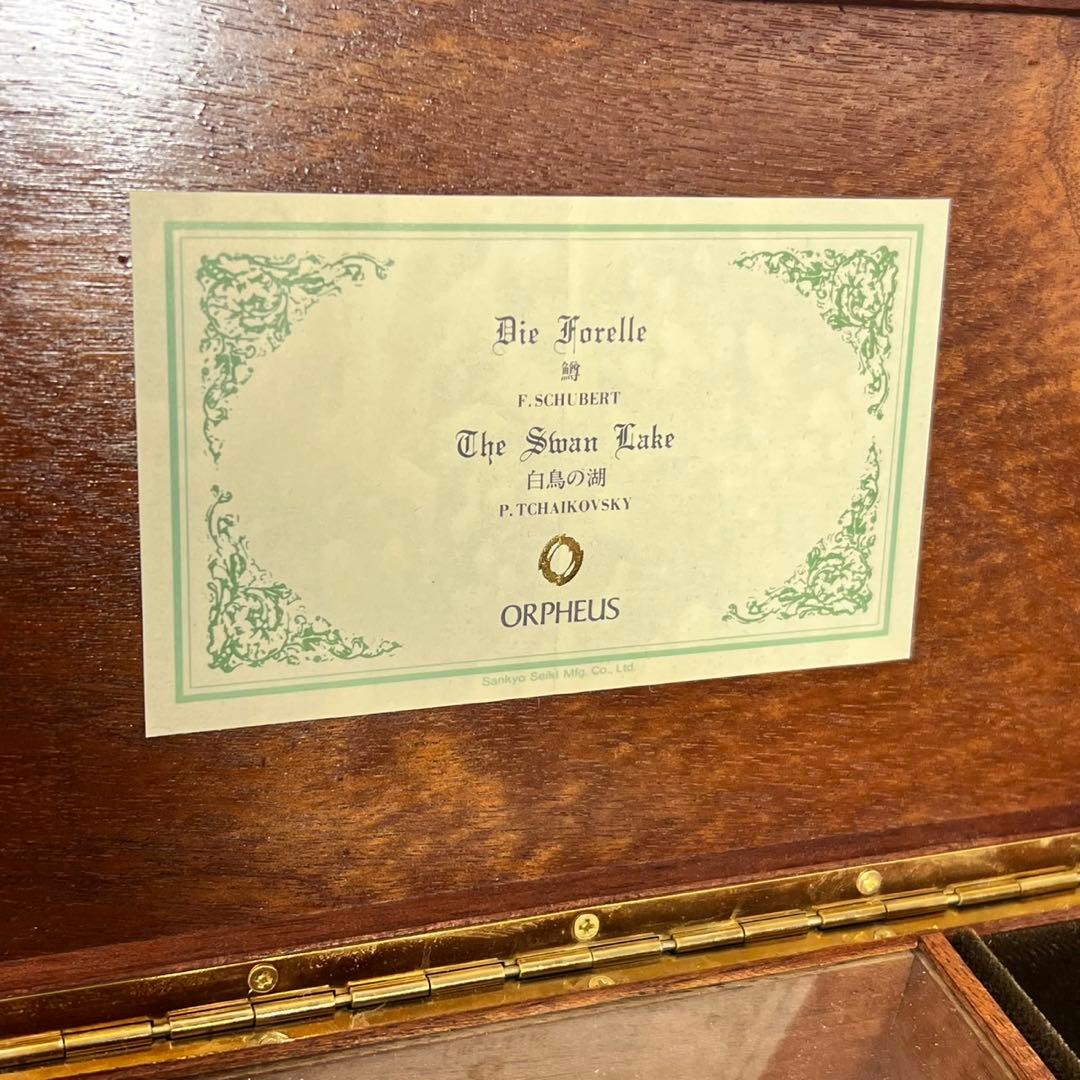 Die Forelle
鱒
F. SCHUBERT
The Swan Lake
白鳥の湖
P. TCHAIKOVSKY
ORPHEUS
Sankyo Seiki Mfg. Co., Ltd.